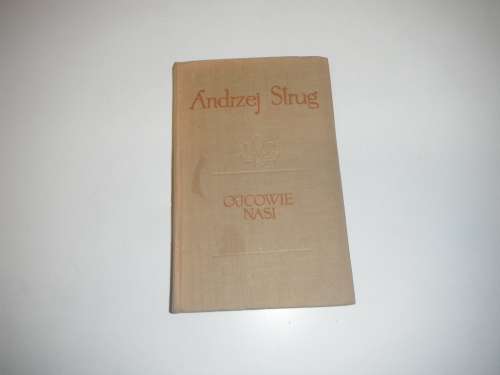 Andrzej Strug
OJCOWIE
NASI